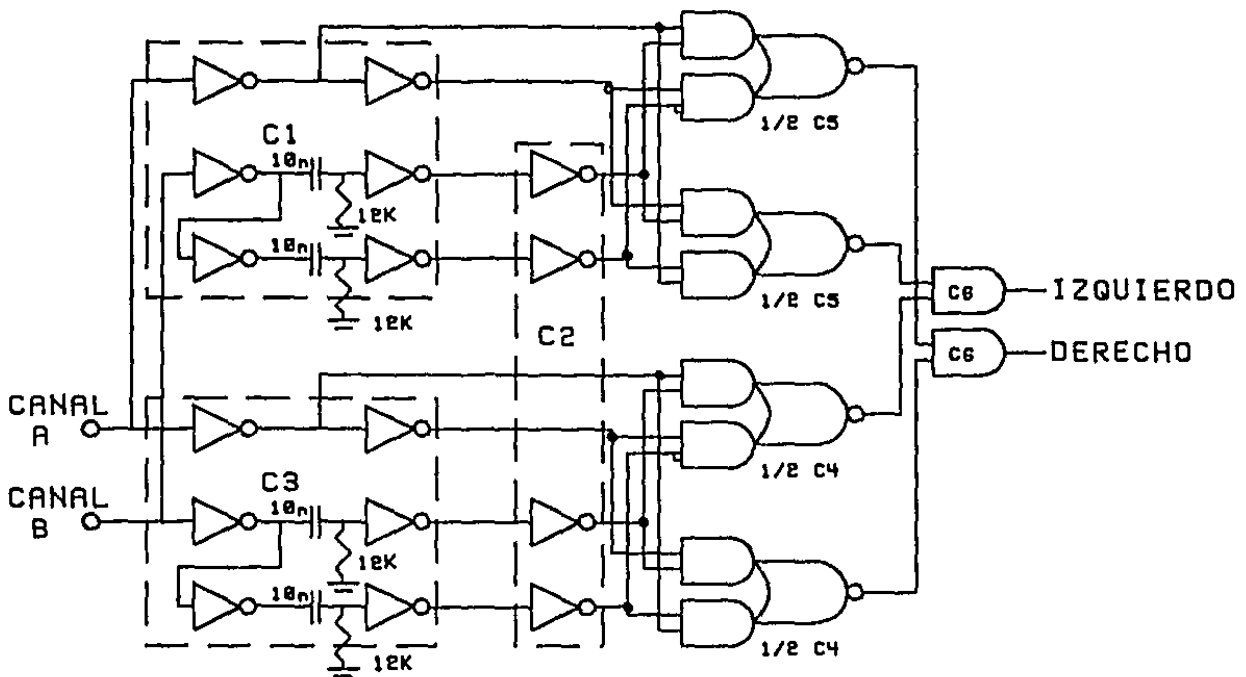 1/2 C5
C1
10n
12K
10n
12K
1/2 C5
C6
IZQUIERDO
C2
C6
DERECHO
CANAL
A
1/2 C4
C3
CANAL
B
10n
12K
10n
12K
1/2 C4